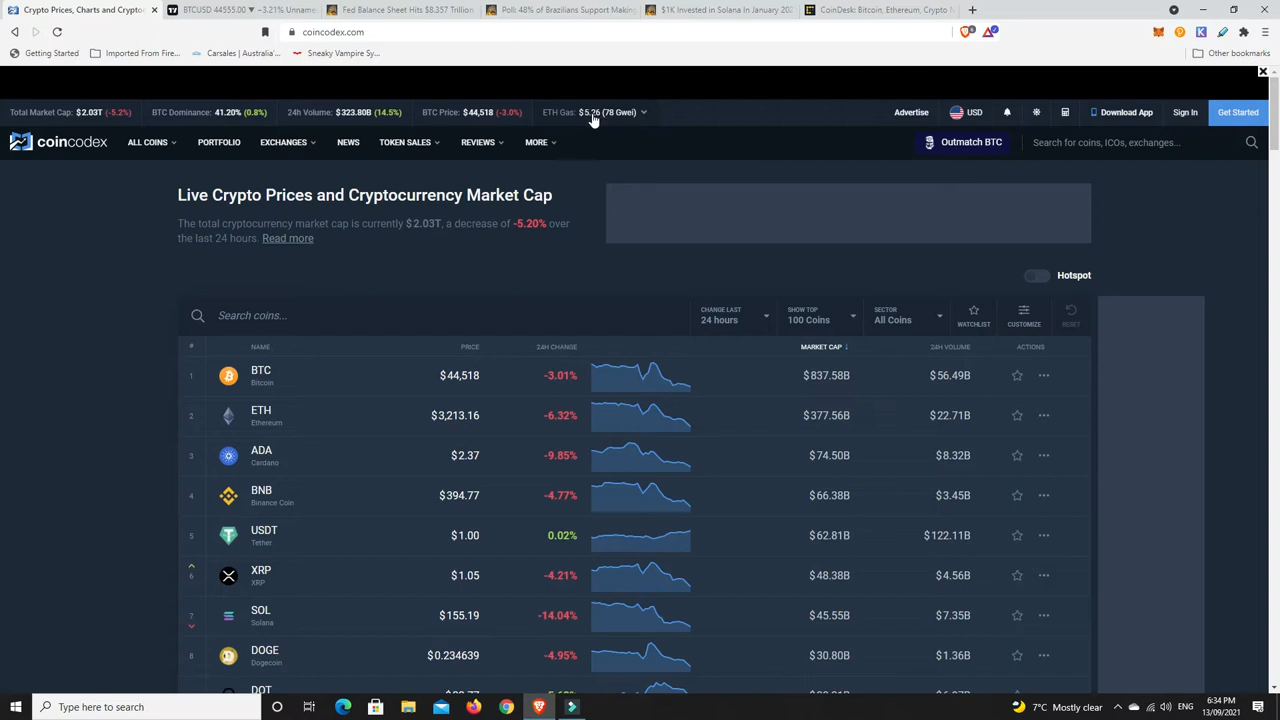 Crypto Prices, Charts and Cryptoc
BTCUSD 44555.00 ▼ −3.21% Unname
Fed Balance Sheet Hits $8.357 Trillion
Poll: 48% of Brazilians Support Making
$1K Invested in Solana In January 202
CoinDesk: Bitcoin, Ethereum, Crypto N
coincodex.com
Getting Started
Imported From Fire...
Carsales | Australia'...
Sneaky Vampire Sy...
Other bookmarks
Total Market Cap: $2.03T (-5.2%)
BTC Dominance: 41.20% (0.8%)
24h Volume: $323.80B (14.5%)
BTC Price: $44,518 (-3.0%)
ETH Gas: $5.26 (78 Gwei)
Advertise
USD
Download App
Sign In
Get Started
coincodex
ALL COINS
PORTFOLIO
EXCHANGES
NEWS
TOKEN SALES
REVIEWS
MORE
Outmatch BTC
Search for coins, ICOs, exchanges...
Live Crypto Prices and Cryptocurrency Market Cap
The total cryptocurrency market cap is currently $2.03T, a decrease of -5.20% over
the last 24 hours. Read more
Hotspot
Search coins...
CHANGE LAST
24 hours
SHOW TOP
100 Coins
SECTOR
All Coins
WATCHLIST
CUSTOMIZE
RESET
# NAME PRICE 24H CHANGE MARKET CAP ↓ 24H VOLUME ACTIONS
1 BTC $44,518 -3.01% $837.58B $56.49B
Bitcoin
2 ETH $3,213.16 -6.32% $377.56B $22.71B
Ethereum
3 ADA $2.37 -9.85% $74.50B $8.32B
Cardano
4 BNB $394.77 -4.77% $66.38B $3.45B
Binance Coin
5 USDT $1.00 0.02% $62.81B $122.11B
Tether
6 XRP $1.05 -4.21% $48.38B $4.56B
XRP
7 SOL $155.19 -14.04% $45.55B $7.35B
Solana
8 DOGE $0.234639 -4.95% $30.80B $1.36B
Dogecoin
DOT
Type here to search
7°C Mostly clear
ENG
6:34 PM
13/09/2021